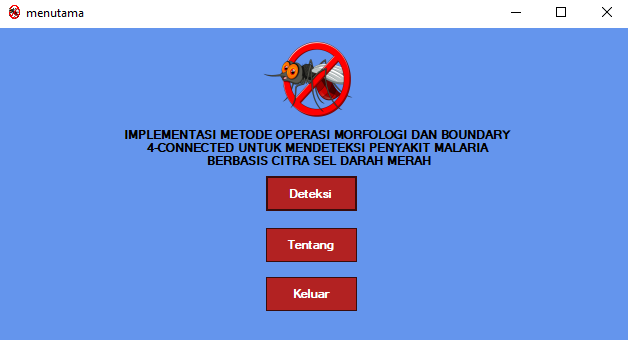 menutama
IMPLEMENTASI METODE OPERASI MORFOLOGI DAN BOUNDARY
4-CONNECTED UNTUK MENDETEKSI PENYAKIT MALARIA
BERBASIS CITRA SEL DARAH MERAH
Deteksi
Tentang
Keluar